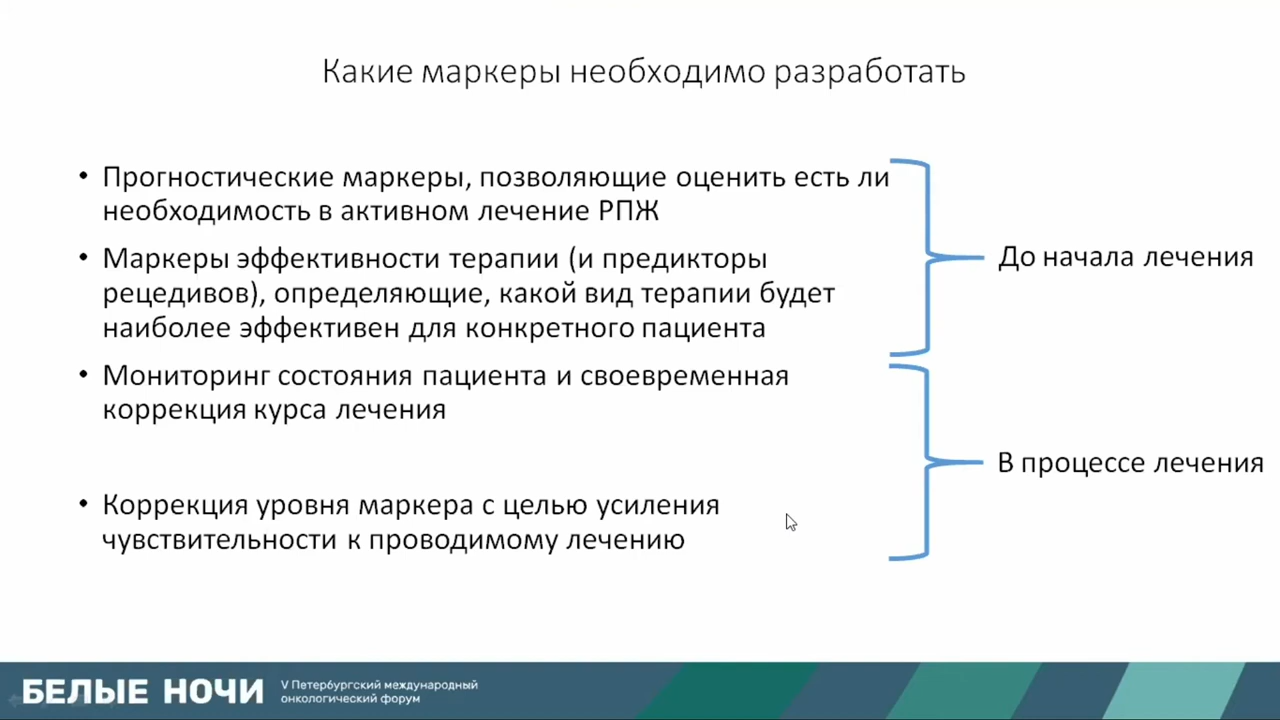 Какие маркеры необходимо разработать
• Прогностические маркеры, позволяющие оценить есть ли
необходимость в активном лечение РПЖ
• Маркеры эффективности терапии (и предикторы
рецедивов), определяющие, какой вид терапии будет
наиболее эффективен для конкретного пациента
До начала лечения
• Мониторинг состояния пациента и своевременная
коррекция курса лечения
• Коррекция уровня маркера с целью усиления
чувствительности к проводимому лечению
В процессе лечения
БЕЛЫЕ НОЧИ
V Петербургский международный
онкологический форум